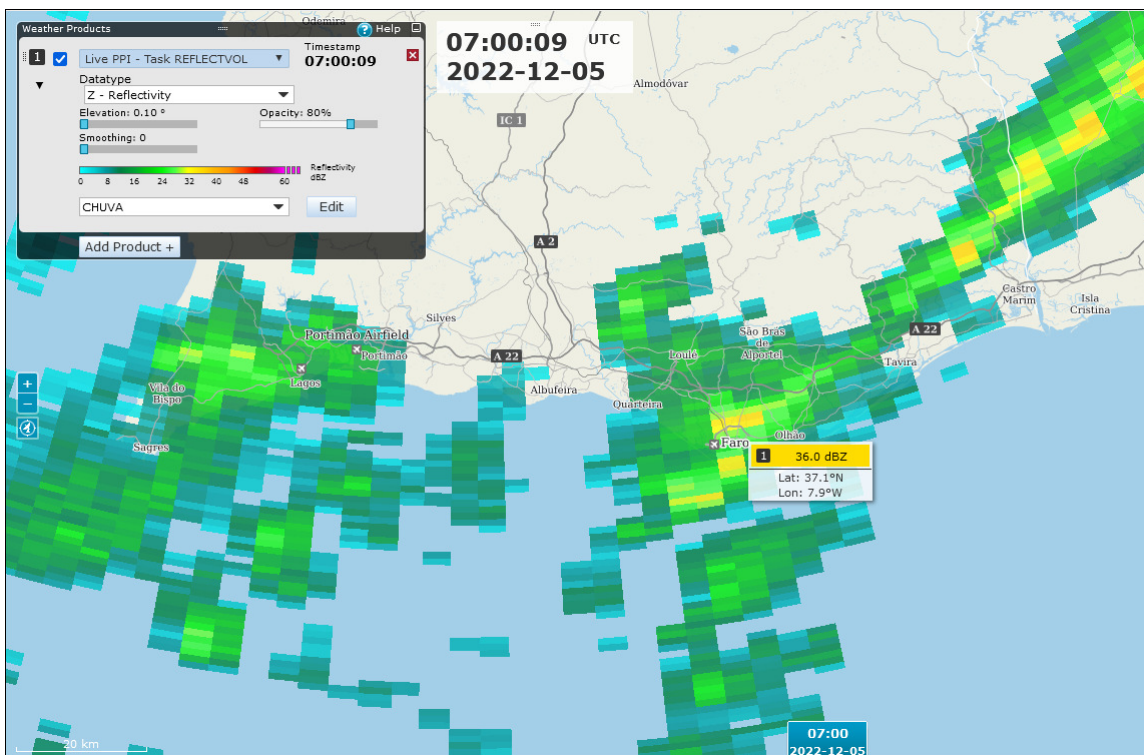 Weather Products
Help
1
Live PPI - Task REFLECTVOL
Timestamp
07:00:09
Datatype
Z - Reflectivity
Elevation: 0.10 °
Opacity: 80%
Smoothing: 0
Reflectivity
dBZ
0 8 16 24 32 40 48 60
CHUVA
Edit
Add Product +
07:00:09 UTC
2022-12-05
Odemira
Almodóvar
IC 1
A 2
Castro
Marim
Isla
Cristina
Silves
Portimão Airfield
Portimão
Lagos
A 22
Albufeira
Vila do
Bispo
Sagres
Loulé
São Brás
de
Alportel
A 22
Tavira
Quarteira
Olhão
Faro
1 36.0 dBZ
Lat: 37.1°N
Lon: 7.9°W
+
−
20 km
07:00
2022-12-05